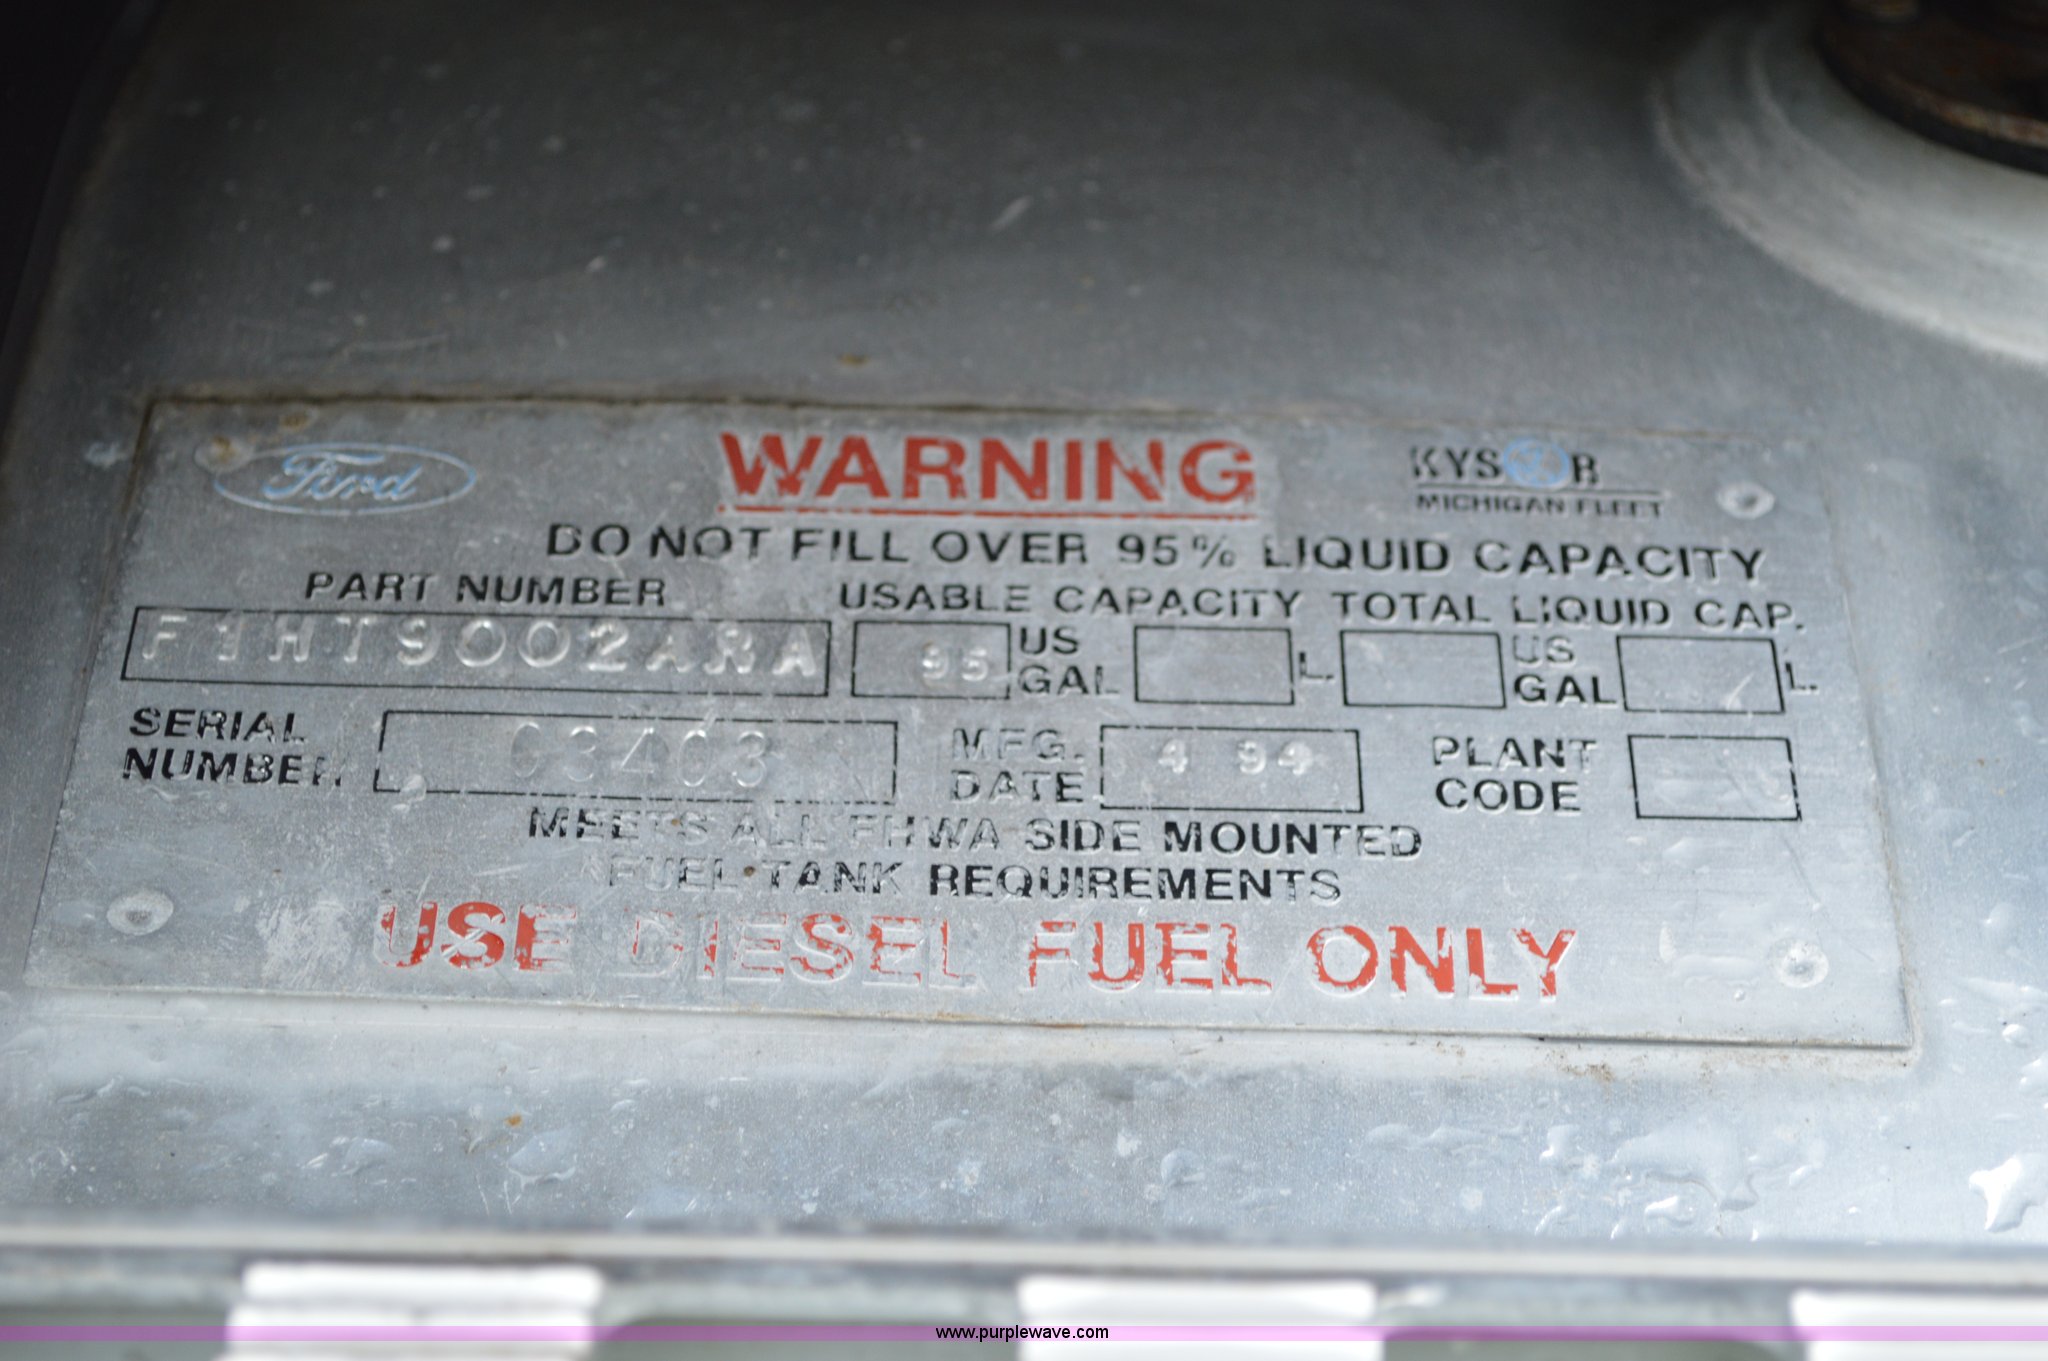 Ford
WARNING
KYSOR
MICHIGAN FLEET
DO NOT FILL OVER 95% LIQUID CAPACITY
PART NUMBER USABLE CAPACITY TOTAL LIQUID CAP.
F1HT9002ARA 95 US GAL L. US GAL L.
SERIAL NUMBER 03403 MFG. DATE 4 94 PLANT CODE
MEETS ALL FHWA SIDE MOUNTED
FUEL TANK REQUIREMENTS
USE DIESEL FUEL ONLY
www.purplewave.com